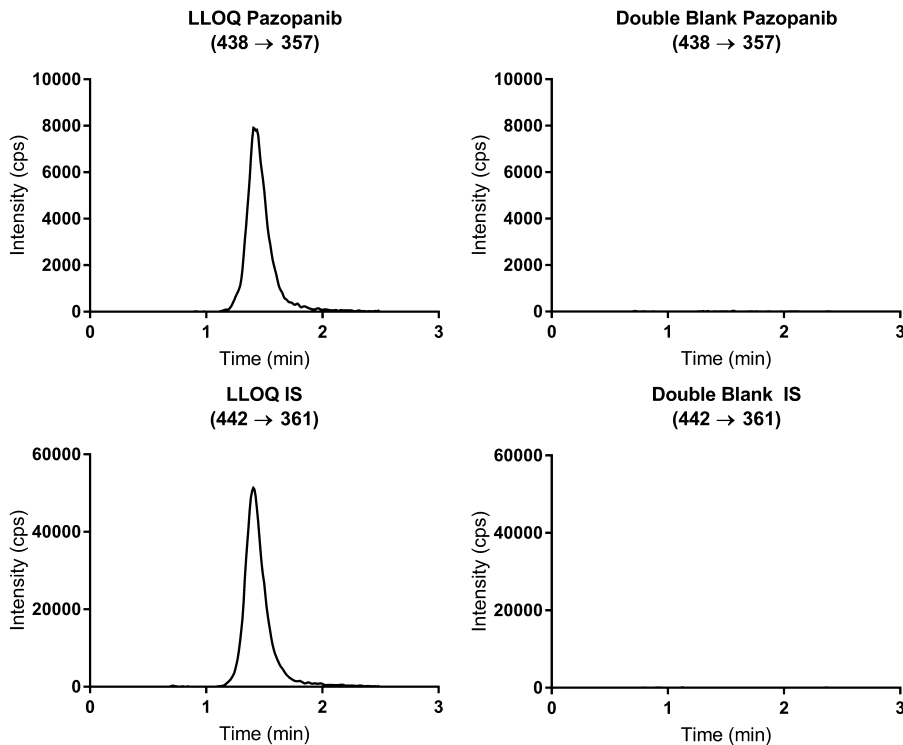 LLOQ Pazopanib
(438 → 357)
Intensity (cps)
10000
8000
6000
4000
2000
0
0 1 2 3
Time (min)
Double Blank Pazopanib
(438 → 357)
Intensity (cps)
10000
8000
6000
4000
2000
0
0 1 2 3
Time (min)
LLOQ IS
(442 → 361)
Intensity (cps)
60000
40000
20000
0
0 1 2 3
Time (min)
Double Blank IS
(442 → 361)
Intensity (cps)
60000
40000
20000
0
0 1 2 3
Time (min)